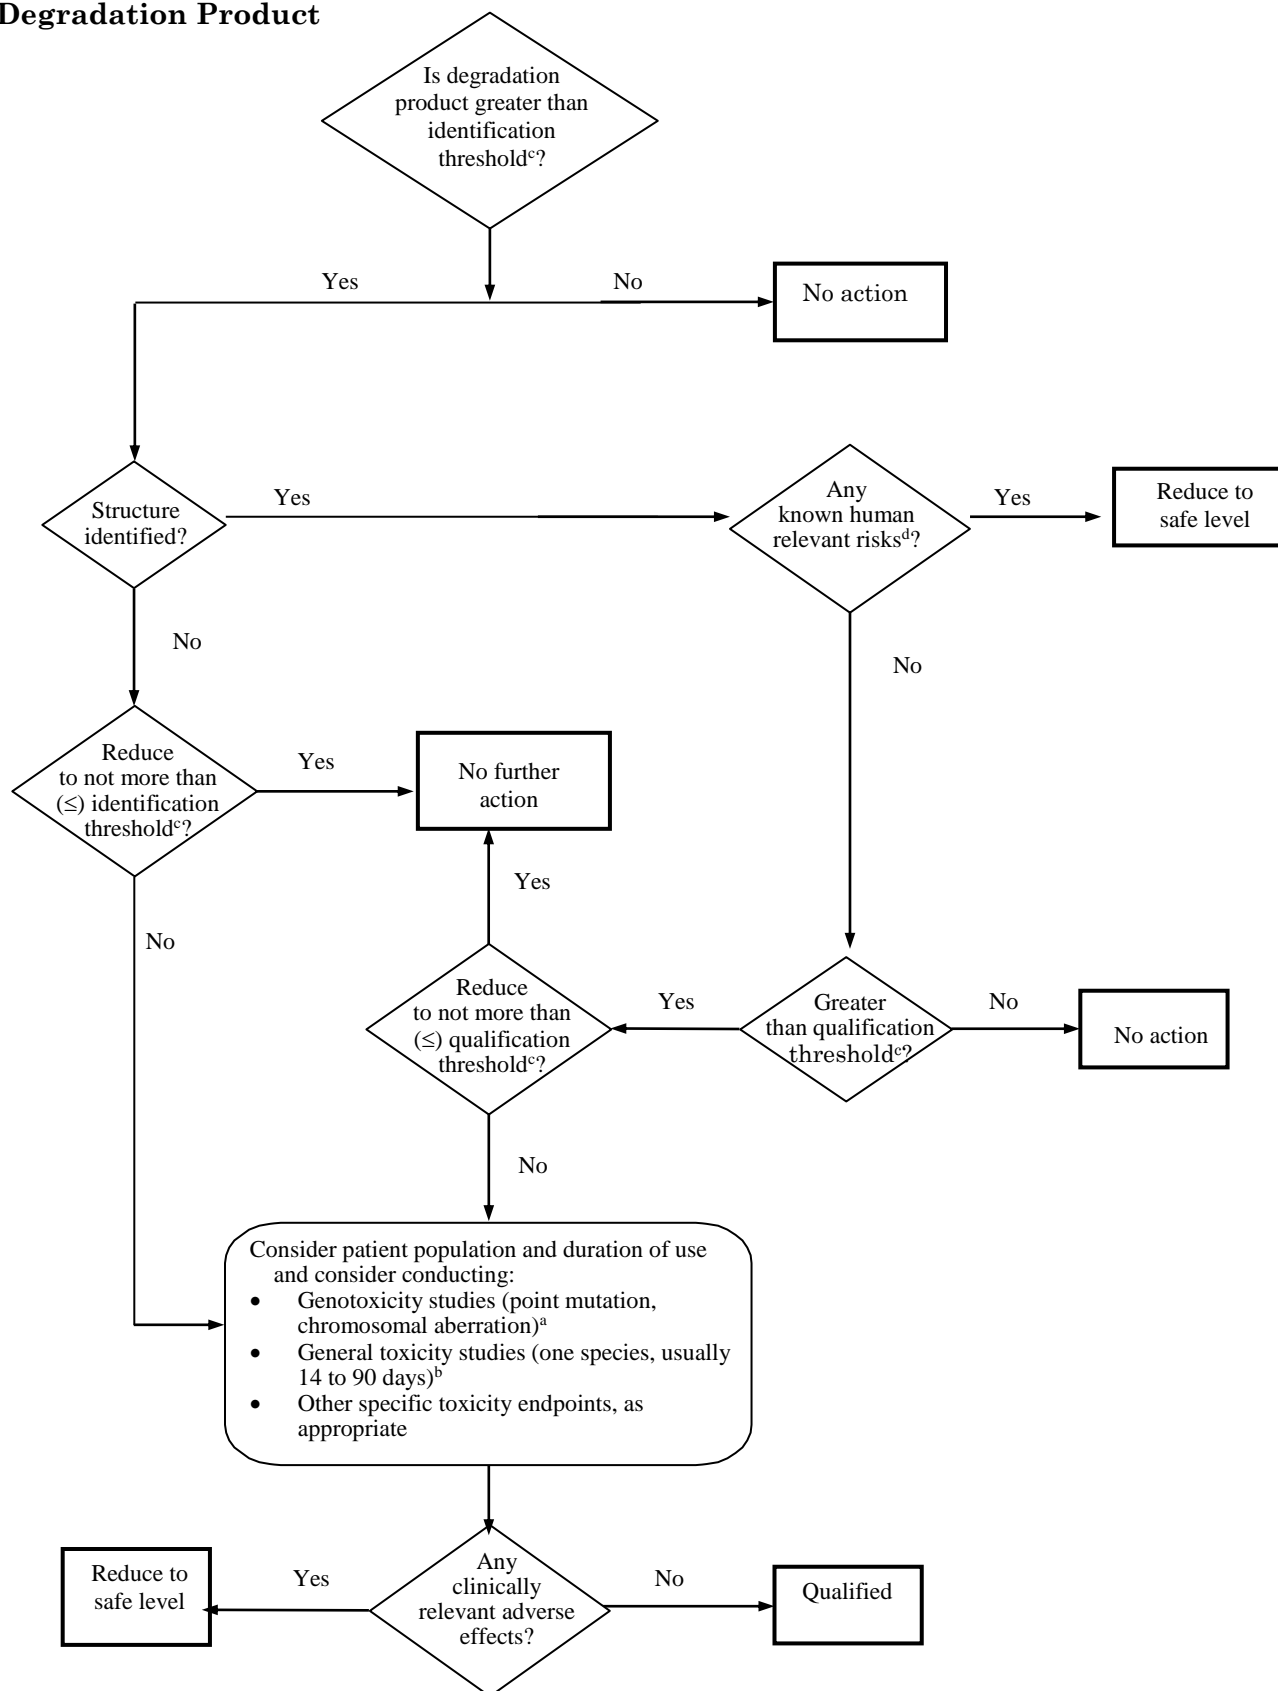 Degradation Product
Is degradation
product greater than
identification
thresholdᶜ?
Yes
No
No action
Structure
identified?
Yes
Any
known human
relevant risksᵈ?
Yes
Reduce to
safe level
No
No
Reduce
to not more than
(≤) identification
thresholdᶜ?
Yes
No further
action
Yes
No
Reduce
to not more than
(≤) qualification
thresholdᶜ?
Yes
Greater
than qualification
thresholdᶜ?
No
No action
No
Consider patient population and duration of use
and consider conducting:
• Genotoxicity studies (point mutation,
chromosomal aberration)ᵃ
• General toxicity studies (one species, usually
14 to 90 days)ᵇ
• Other specific toxicity endpoints, as
appropriate
Reduce to
safe level
Yes
Any
clinically
relevant adverse
effects?
No
Qualified